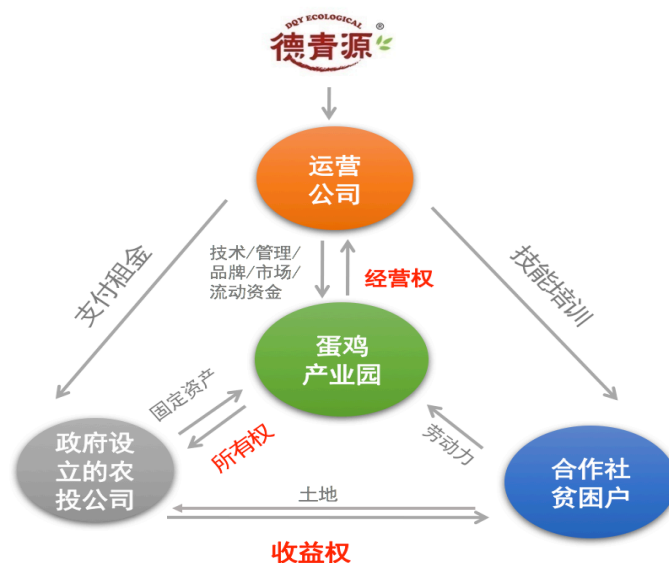 DQY ECOLOGICAL
德青源®
运营
公司
支付租金
技术/管理/
品牌/市场/
流动资金
经营权
技能培训
蛋鸡
产业园
固定资产
所有权
劳动力
政府设
立的农
投公司
合作社
贫困户
土地
收益权